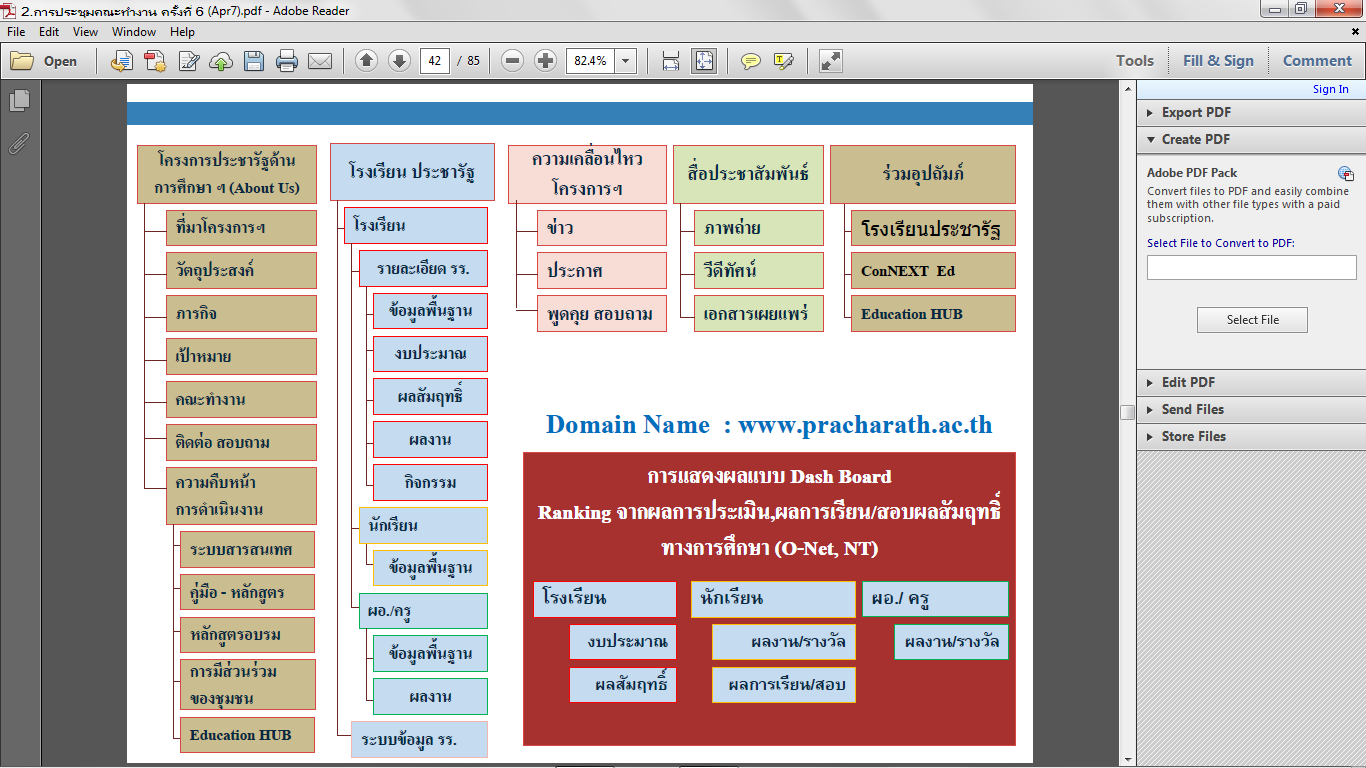 2.การประชุมคณะทำงาน ครั้งที่ 6 (Apr7).pdf - Adobe Reader
File Edit View Window Help
Open 42 / 85 82.4% Tools Fill & Sign Comment
Sign In
Export PDF
Create PDF
Adobe PDF Pack
Convert files to PDF and easily combine
them with other file types with a paid
subscription.
Select File to Convert to PDF:
Select File
Edit PDF
Send Files
Store Files
โครงการประชารัฐด้าน
การศึกษา ฯ (About Us)
ที่มาโครงการฯ
วัตถุประสงค์
ภารกิจ
เป้าหมาย
คณะทำงาน
ติดต่อ สอบถาม
ความคืบหน้า
การดำเนินงาน
ระบบสารสนเทศ
คู่มือ - หลักสูตร
หลักสูตรอบรม
การมีส่วนร่วม
ของชุมชน
Education HUB
โรงเรียน ประชารัฐ
โรงเรียน
รายละเอียด รร.
ข้อมูลพื้นฐาน
งบประมาณ
ผลสัมฤทธิ์
ผลงาน
กิจกรรม
นักเรียน
ข้อมูลพื้นฐาน
ผอ./ครู
ข้อมูลพื้นฐาน
ผลงาน
ระบบข้อมูล รร.
ความเคลื่อนไหว
โครงการฯ
ข่าว
ประกาศ
พูดคุย สอบถาม
สื่อประชาสัมพันธ์
ภาพถ่าย
วีดีทัศน์
เอกสารเผยแพร่
ร่วมอุปถัมภ์
โรงเรียนประชารัฐ
ConNEXT Ed
Education HUB
Domain Name : www.pracharath.ac.th
การแสดงผลแบบ Dash Board
Ranking จากผลการประเมิน,ผลการเรียน/สอบผลสัมฤทธิ์
ทางการศึกษา (O-Net, NT)
โรงเรียน
งบประมาณ
ผลสัมฤทธิ์
นักเรียน
ผลงาน/รางวัล
ผลการเรียน/สอบ
ผอ./ ครู
ผลงาน/รางวัล